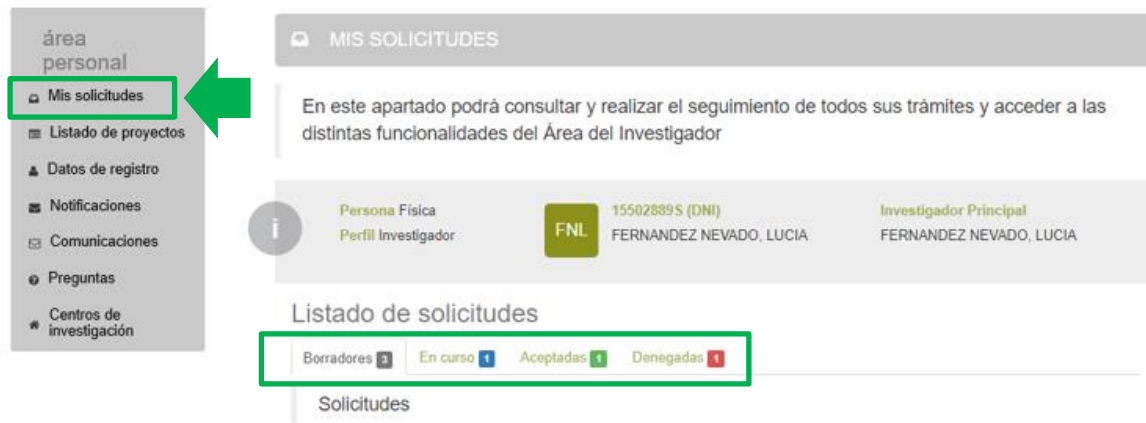 área
personal
Mis solicitudes
Listado de proyectos
Datos de registro
Notificaciones
Comunicaciones
Preguntas
Centros de
investigación
MIS SOLICITUDES
En este apartado podrá consultar y realizar el seguimiento de todos sus trámites y acceder a las
distintas funcionalidades del Área del Investigador
i
Persona Física
Perfil Investigador
FNL
15502889S (DNI)
FERNANDEZ NEVADO, LUCIA
Investigador Principal
FERNANDEZ NEVADO, LUCIA
Listado de solicitudes
Borradores 3 En curso 1 Aceptadas 1 Denegadas 1
Solicitudes